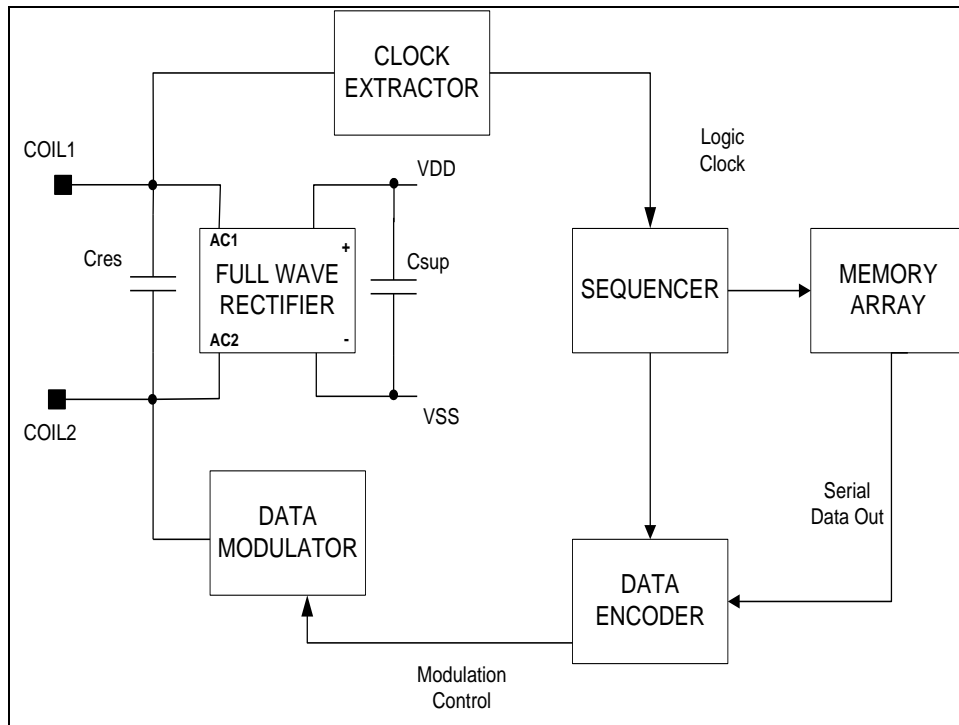 CLOCK
EXTRACTOR
Logic
Clock
COIL1
VDD
AC1
+
Cres
FULL WAVE
RECTIFIER
Csup
AC2
-
SEQUENCER
MEMORY
ARRAY
VSS
COIL2
DATA
MODULATOR
Serial
Data Out
DATA
ENCODER
Modulation
Control